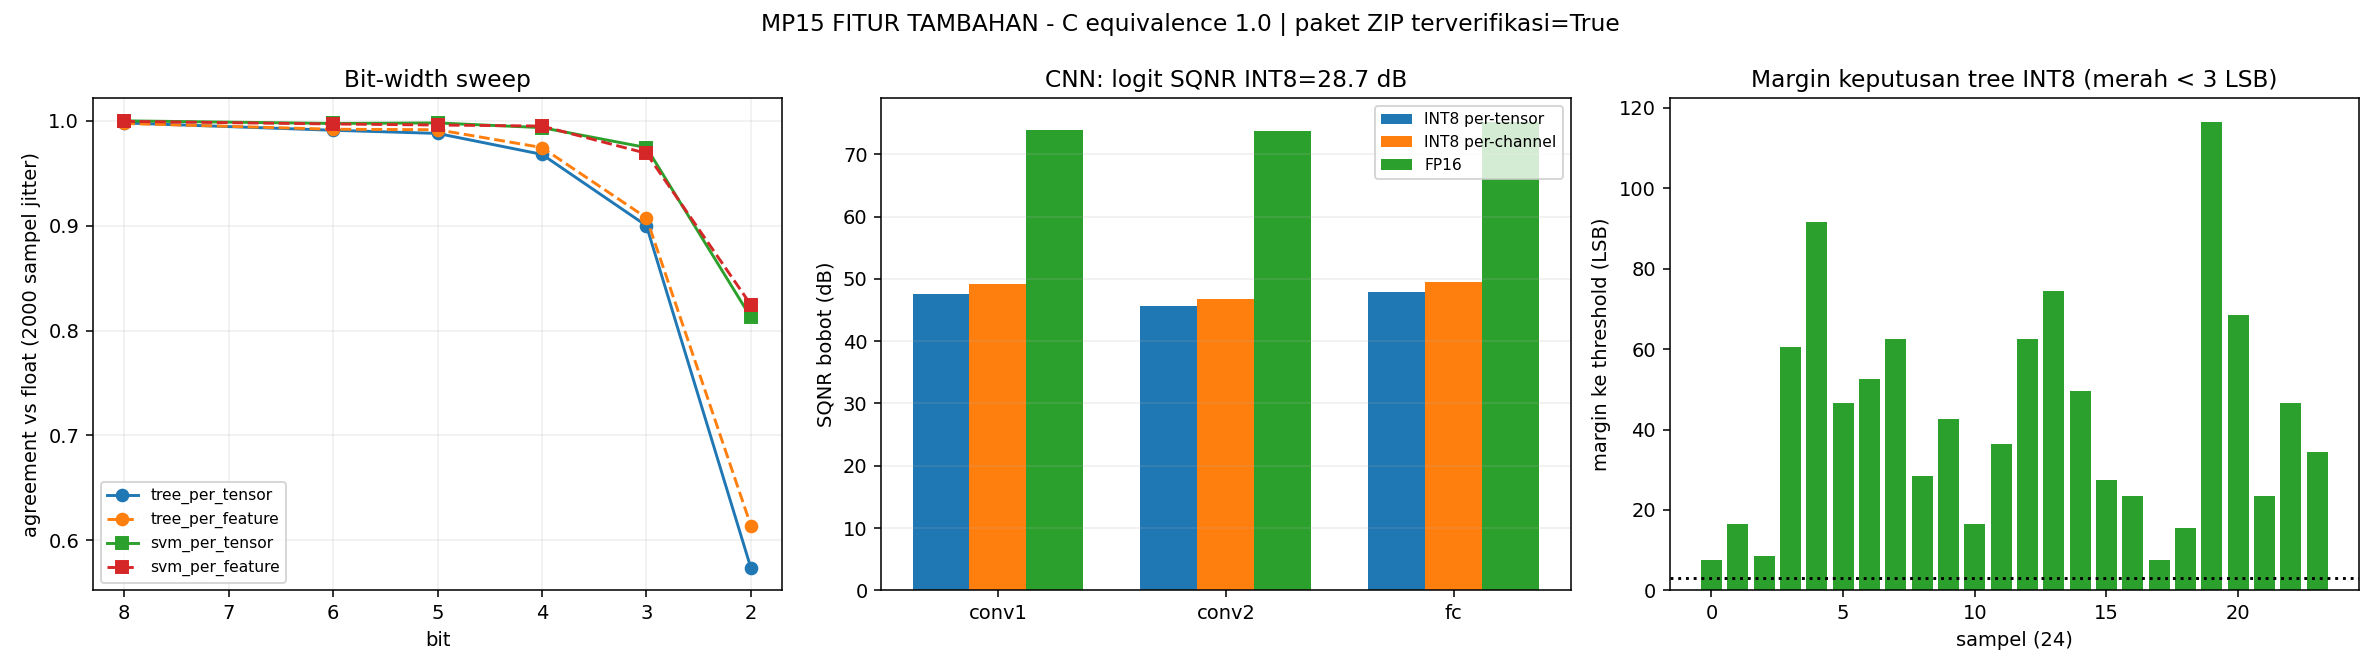 MP15 FITUR TAMBAHAN - C equivalence 1.0 | paket ZIP terverifikasi=True
Bit-width sweep
agreement vs float (2000 sampel jitter)
1.0
0.9
0.8
0.7
0.6
tree_per_tensor
tree_per_feature
svm_per_tensor
svm_per_feature
8 7 6 5 4 3 2
bit
CNN: logit SQNR INT8=28.7 dB
SQNR bobot (dB)
70
60
50
40
30
20
10
0
INT8 per-tensor
INT8 per-channel
FP16
conv1 conv2 fc
Margin keputusan tree INT8 (merah < 3 LSB)
margin ke threshold (LSB)
120
100
80
60
40
20
0
0 5 10 15 20
sampel (24)